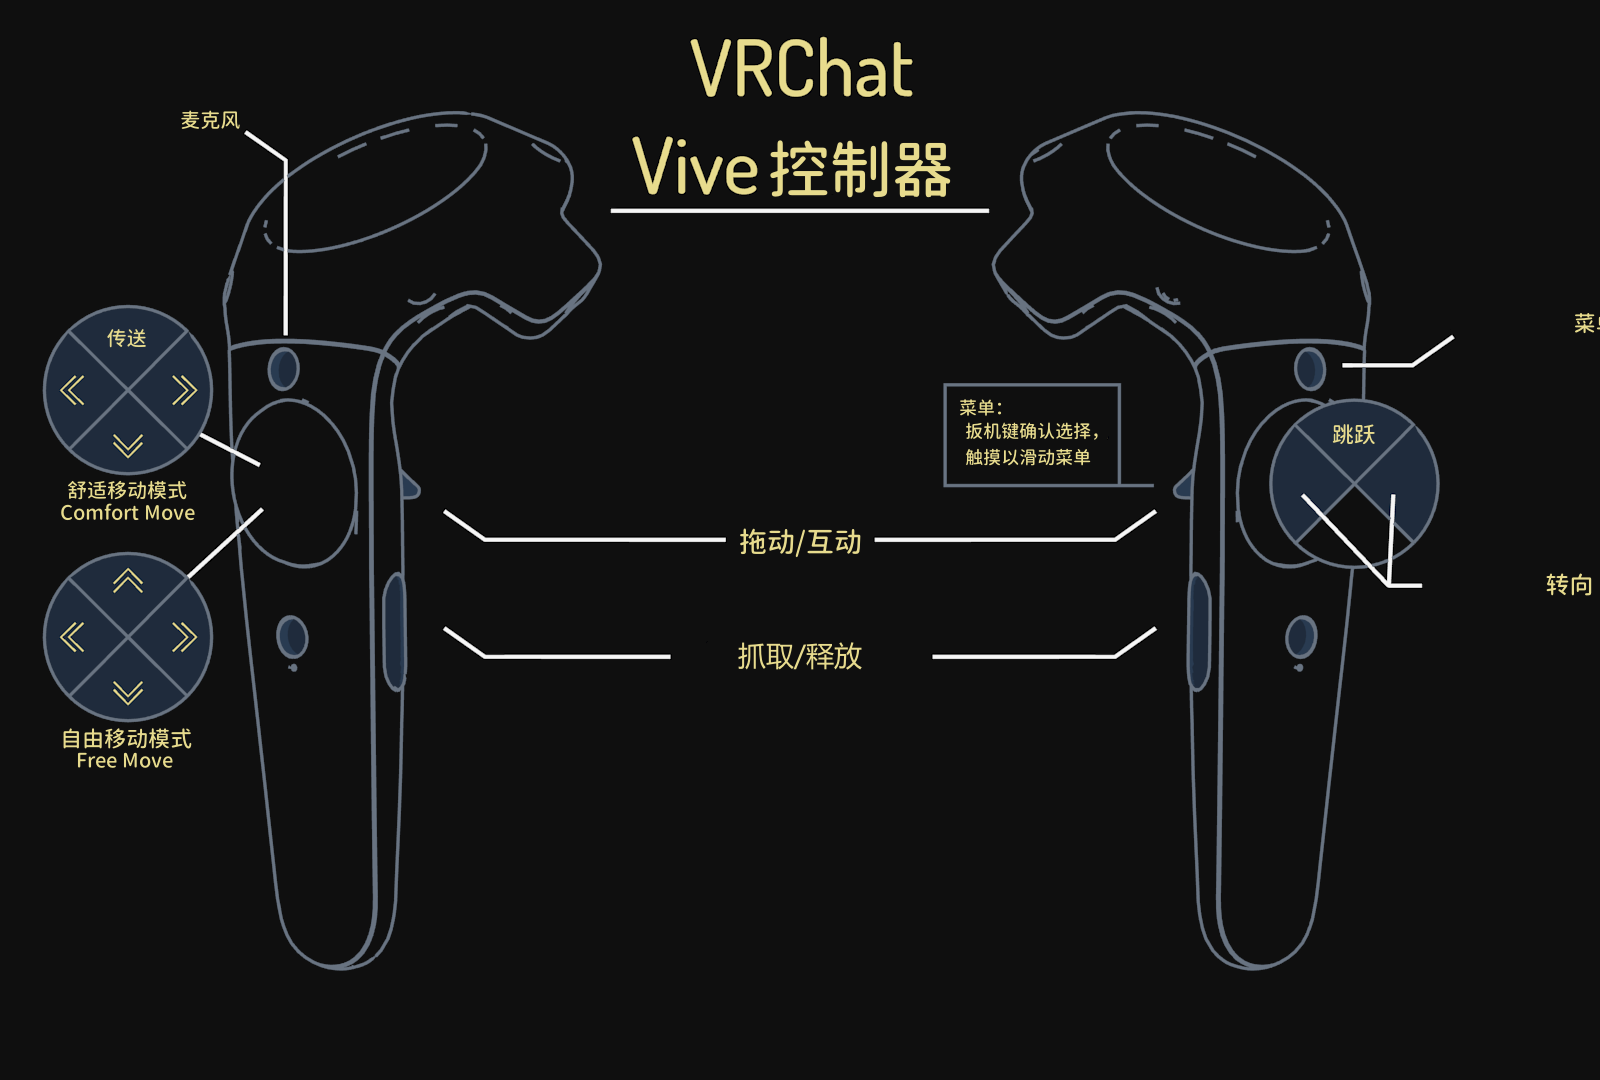 VRChat
Vive 控制器
麦克风
传送
舒适移动模式
Comfort Move
自由移动模式
Free Move
拖动/互动
抓取/释放
菜单:
扳机键确认选择,
触摸以滑动菜单
菜
跳跃
转向